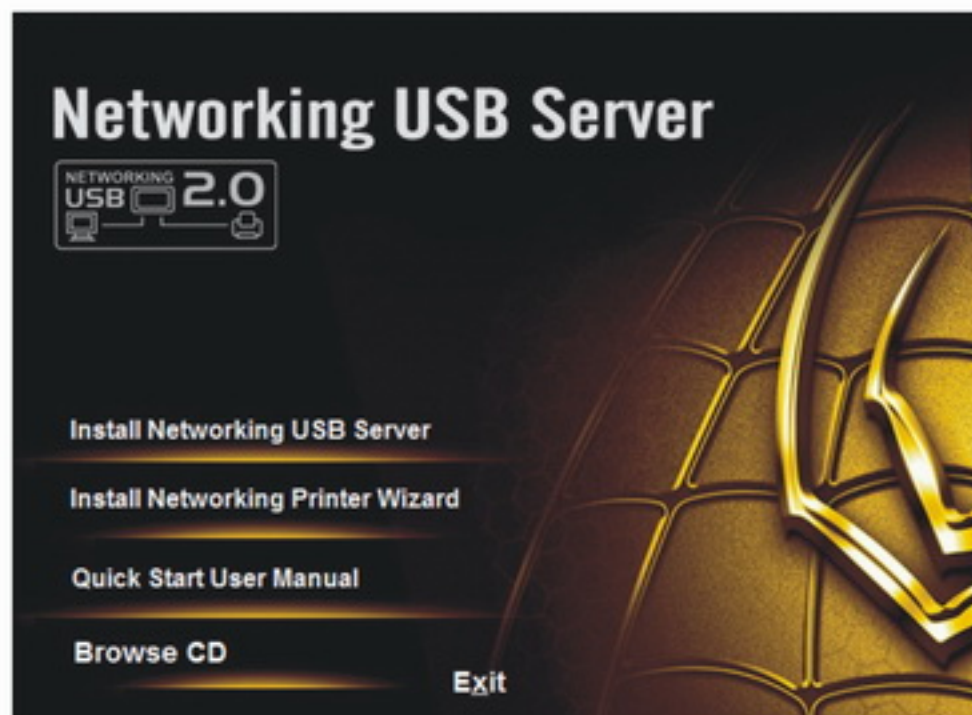 Networking USB Server
NETWORKING
USB 2.0
Install Networking USB Server
Install Networking Printer Wizard
Quick Start User Manual
Browse CD
Exit